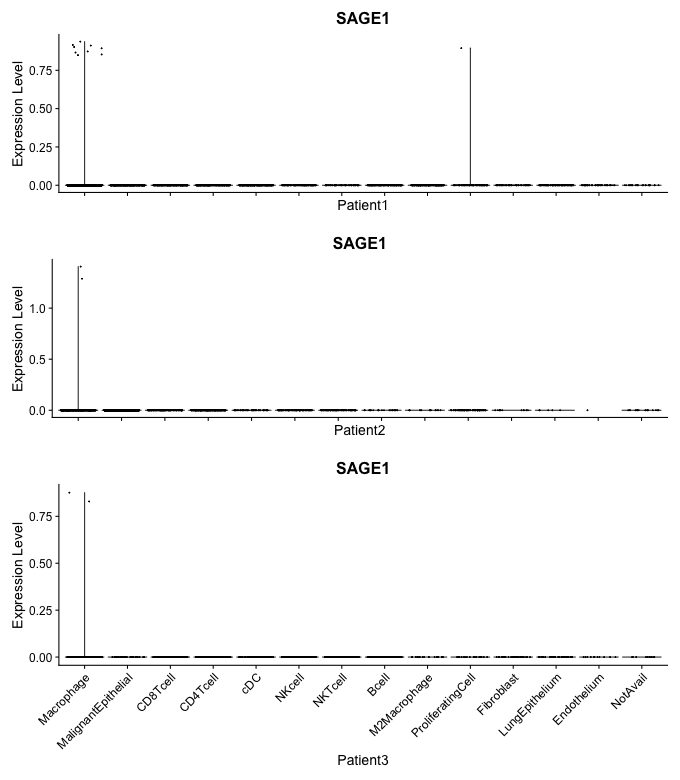 SAGE1
Expression Level
0.75
0.50
0.25
0.00
Patient1
SAGE1
Expression Level
1.0
0.5
0.0
Patient2
SAGE1
Expression Level
0.75
0.50
0.25
0.00
Macrophage
MalignantEpithelial
CD8Tcell
CD4Tcell
cDC
NKcell
NKTcell
Bcell
M2Macrophage
ProliferatingCell
Fibroblast
LungEpithelium
Endothelium
NotAvail
Patient3